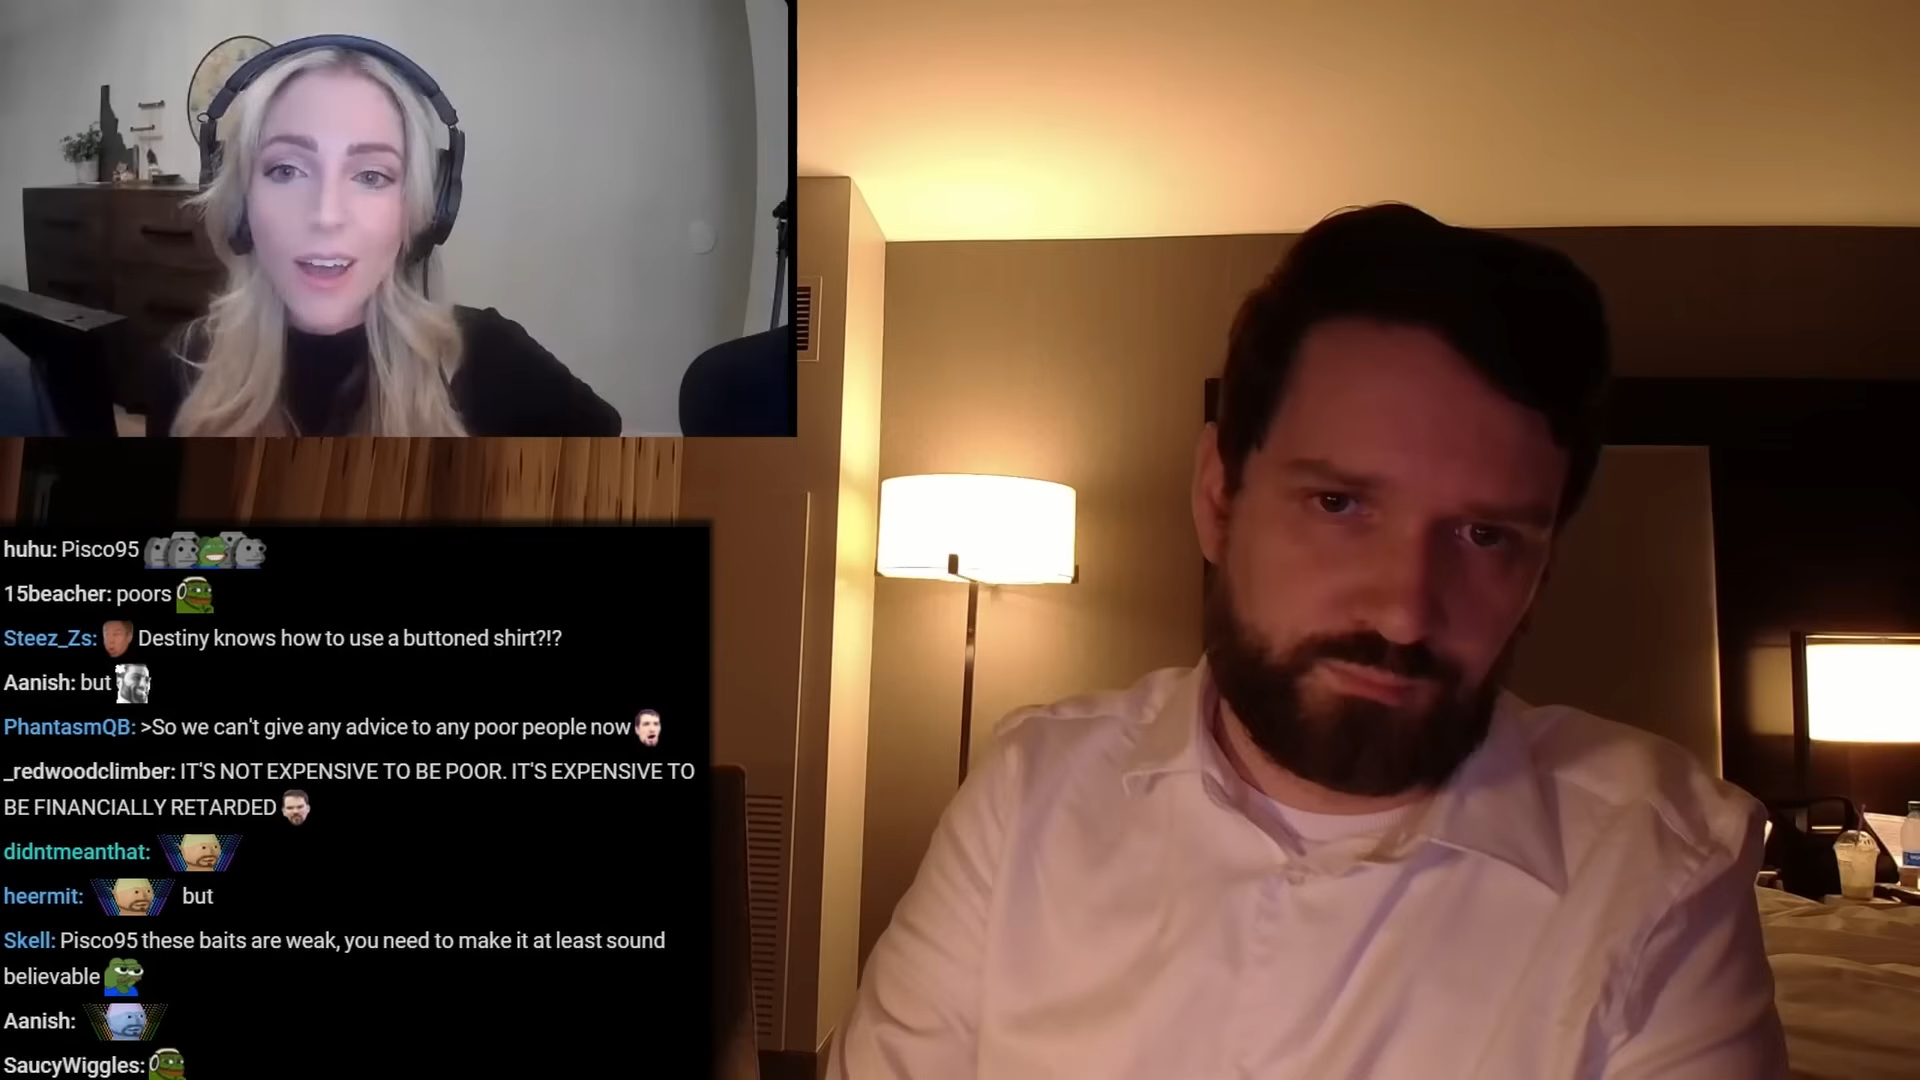 huhu: Pisco95
15beacher: poors
Steez_Zs: Destiny knows how to use a buttoned shirt?!?
Aanish: but
PhantasmQB: >So we can't give any advice to any poor people now
_redwoodclimber: IT'S NOT EXPENSIVE TO BE POOR. IT'S EXPENSIVE TO
BE FINANCIALLY RETARDED
didntmeanthat:
heermit: but
Skell: Pisco95 these baits are weak, you need to make it at least sound
believable
Aanish:
SaucyWiggles: